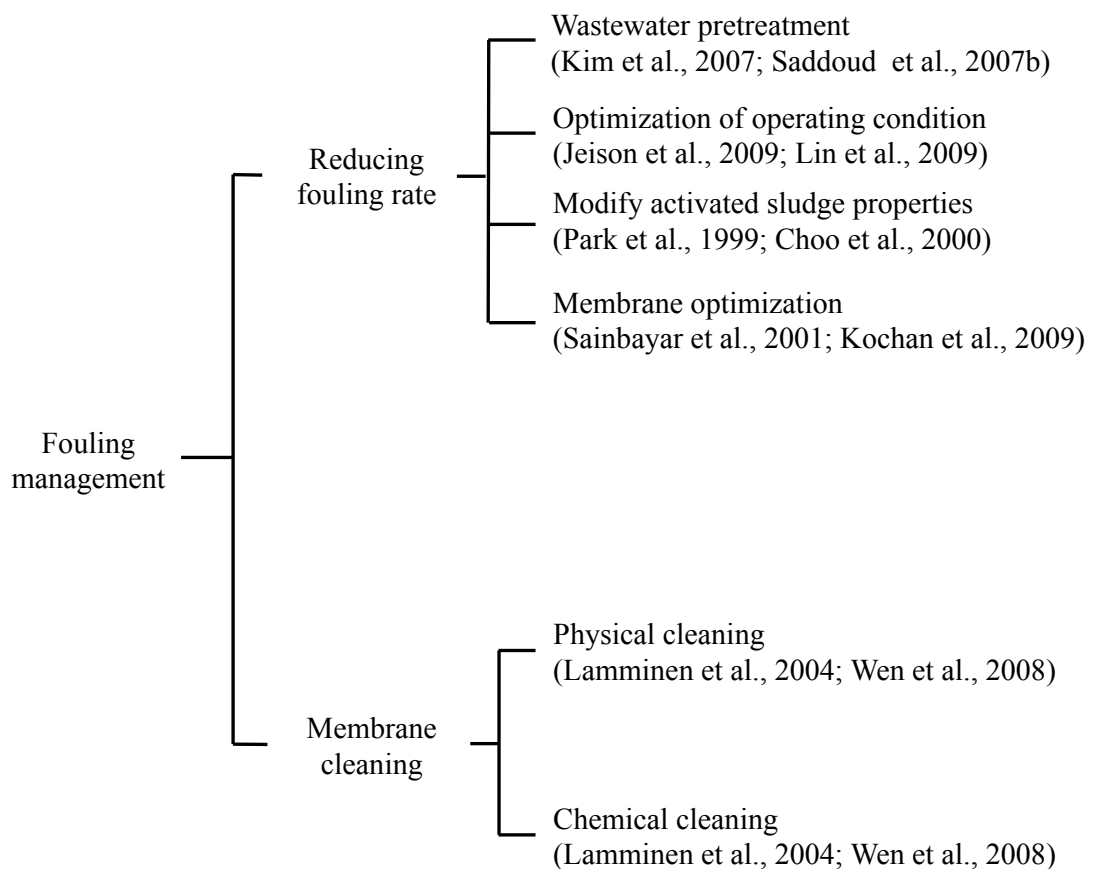 Wastewater pretreatment
(Kim et al., 2007; Saddoud et al., 2007b)
Optimization of operating condition
(Jeison et al., 2009; Lin et al., 2009)
Reducing
fouling rate
Modify activated sludge properties
(Park et al., 1999; Choo et al., 2000)
Membrane optimization
(Sainbayar et al., 2001; Kochan et al., 2009)
Fouling
management
Physical cleaning
(Lamminen et al., 2004; Wen et al., 2008)
Membrane
cleaning
Chemical cleaning
(Lamminen et al., 2004; Wen et al., 2008)